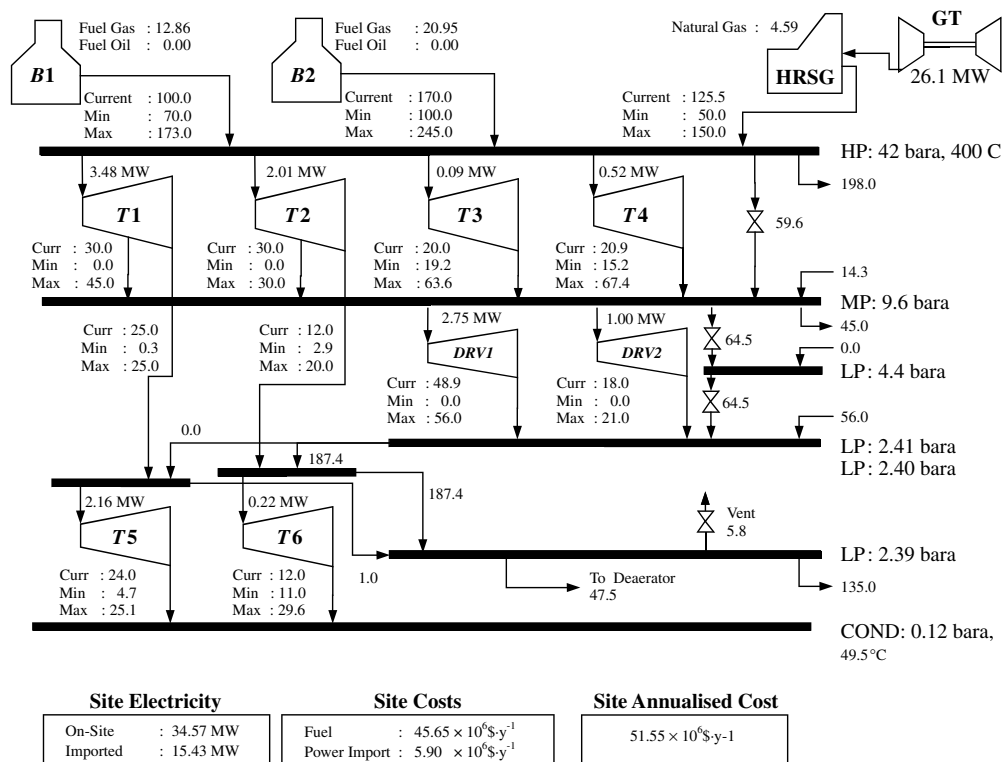 Fuel Gas : 12.86
Fuel Oil : 0.00
B1
Fuel Gas : 20.95
Fuel Oil : 0.00
B2
Natural Gas : 4.59
HRSG
GT
26.1 MW
Current : 100.0
Min : 70.0
Max : 173.0
Current : 170.0
Min : 100.0
Max : 245.0
Current : 125.5
Min : 50.0
Max : 150.0
HP: 42 bara, 400 C
3.48 MW
T1
2.01 MW
T2
0.09 MW
T3
0.52 MW
T4
59.6
198.0
Curr : 30.0
Min : 0.0
Max : 45.0
Curr : 30.0
Min : 0.0
Max : 30.0
Curr : 20.0
Min : 19.2
Max : 63.6
Curr : 20.9
Min : 15.2
Max : 67.4
14.3
MP: 9.6 bara
45.0
Curr : 25.0
Min : 0.3
Max : 25.0
Curr : 12.0
Min : 2.9
Max : 20.0
2.75 MW
DRV1
1.00 MW
DRV2
64.5
0.0
LP: 4.4 bara
Curr : 48.9
Min : 0.0
Max : 56.0
Curr : 18.0
Min : 0.0
Max : 21.0
64.5
56.0
0.0
LP: 2.41 bara
187.4
LP: 2.40 bara
187.4
2.16 MW
T5
0.22 MW
T6
Vent
5.8
LP: 2.39 bara
Curr : 24.0
Min : 4.7
Max : 25.1
Curr : 12.0
Min : 11.0
Max : 29.6
1.0
To Deaerator
47.5
135.0
COND: 0.12 bara,
49.5°C
Site Electricity
On-Site : 34.57 MW
Imported : 15.43 MW
Site Costs
Fuel : 45.65 × 10⁶$·y⁻¹
Power Import : 5.90 × 10⁶$·y⁻¹
Site Annualised Cost
51.55 × 10⁶$·y-1